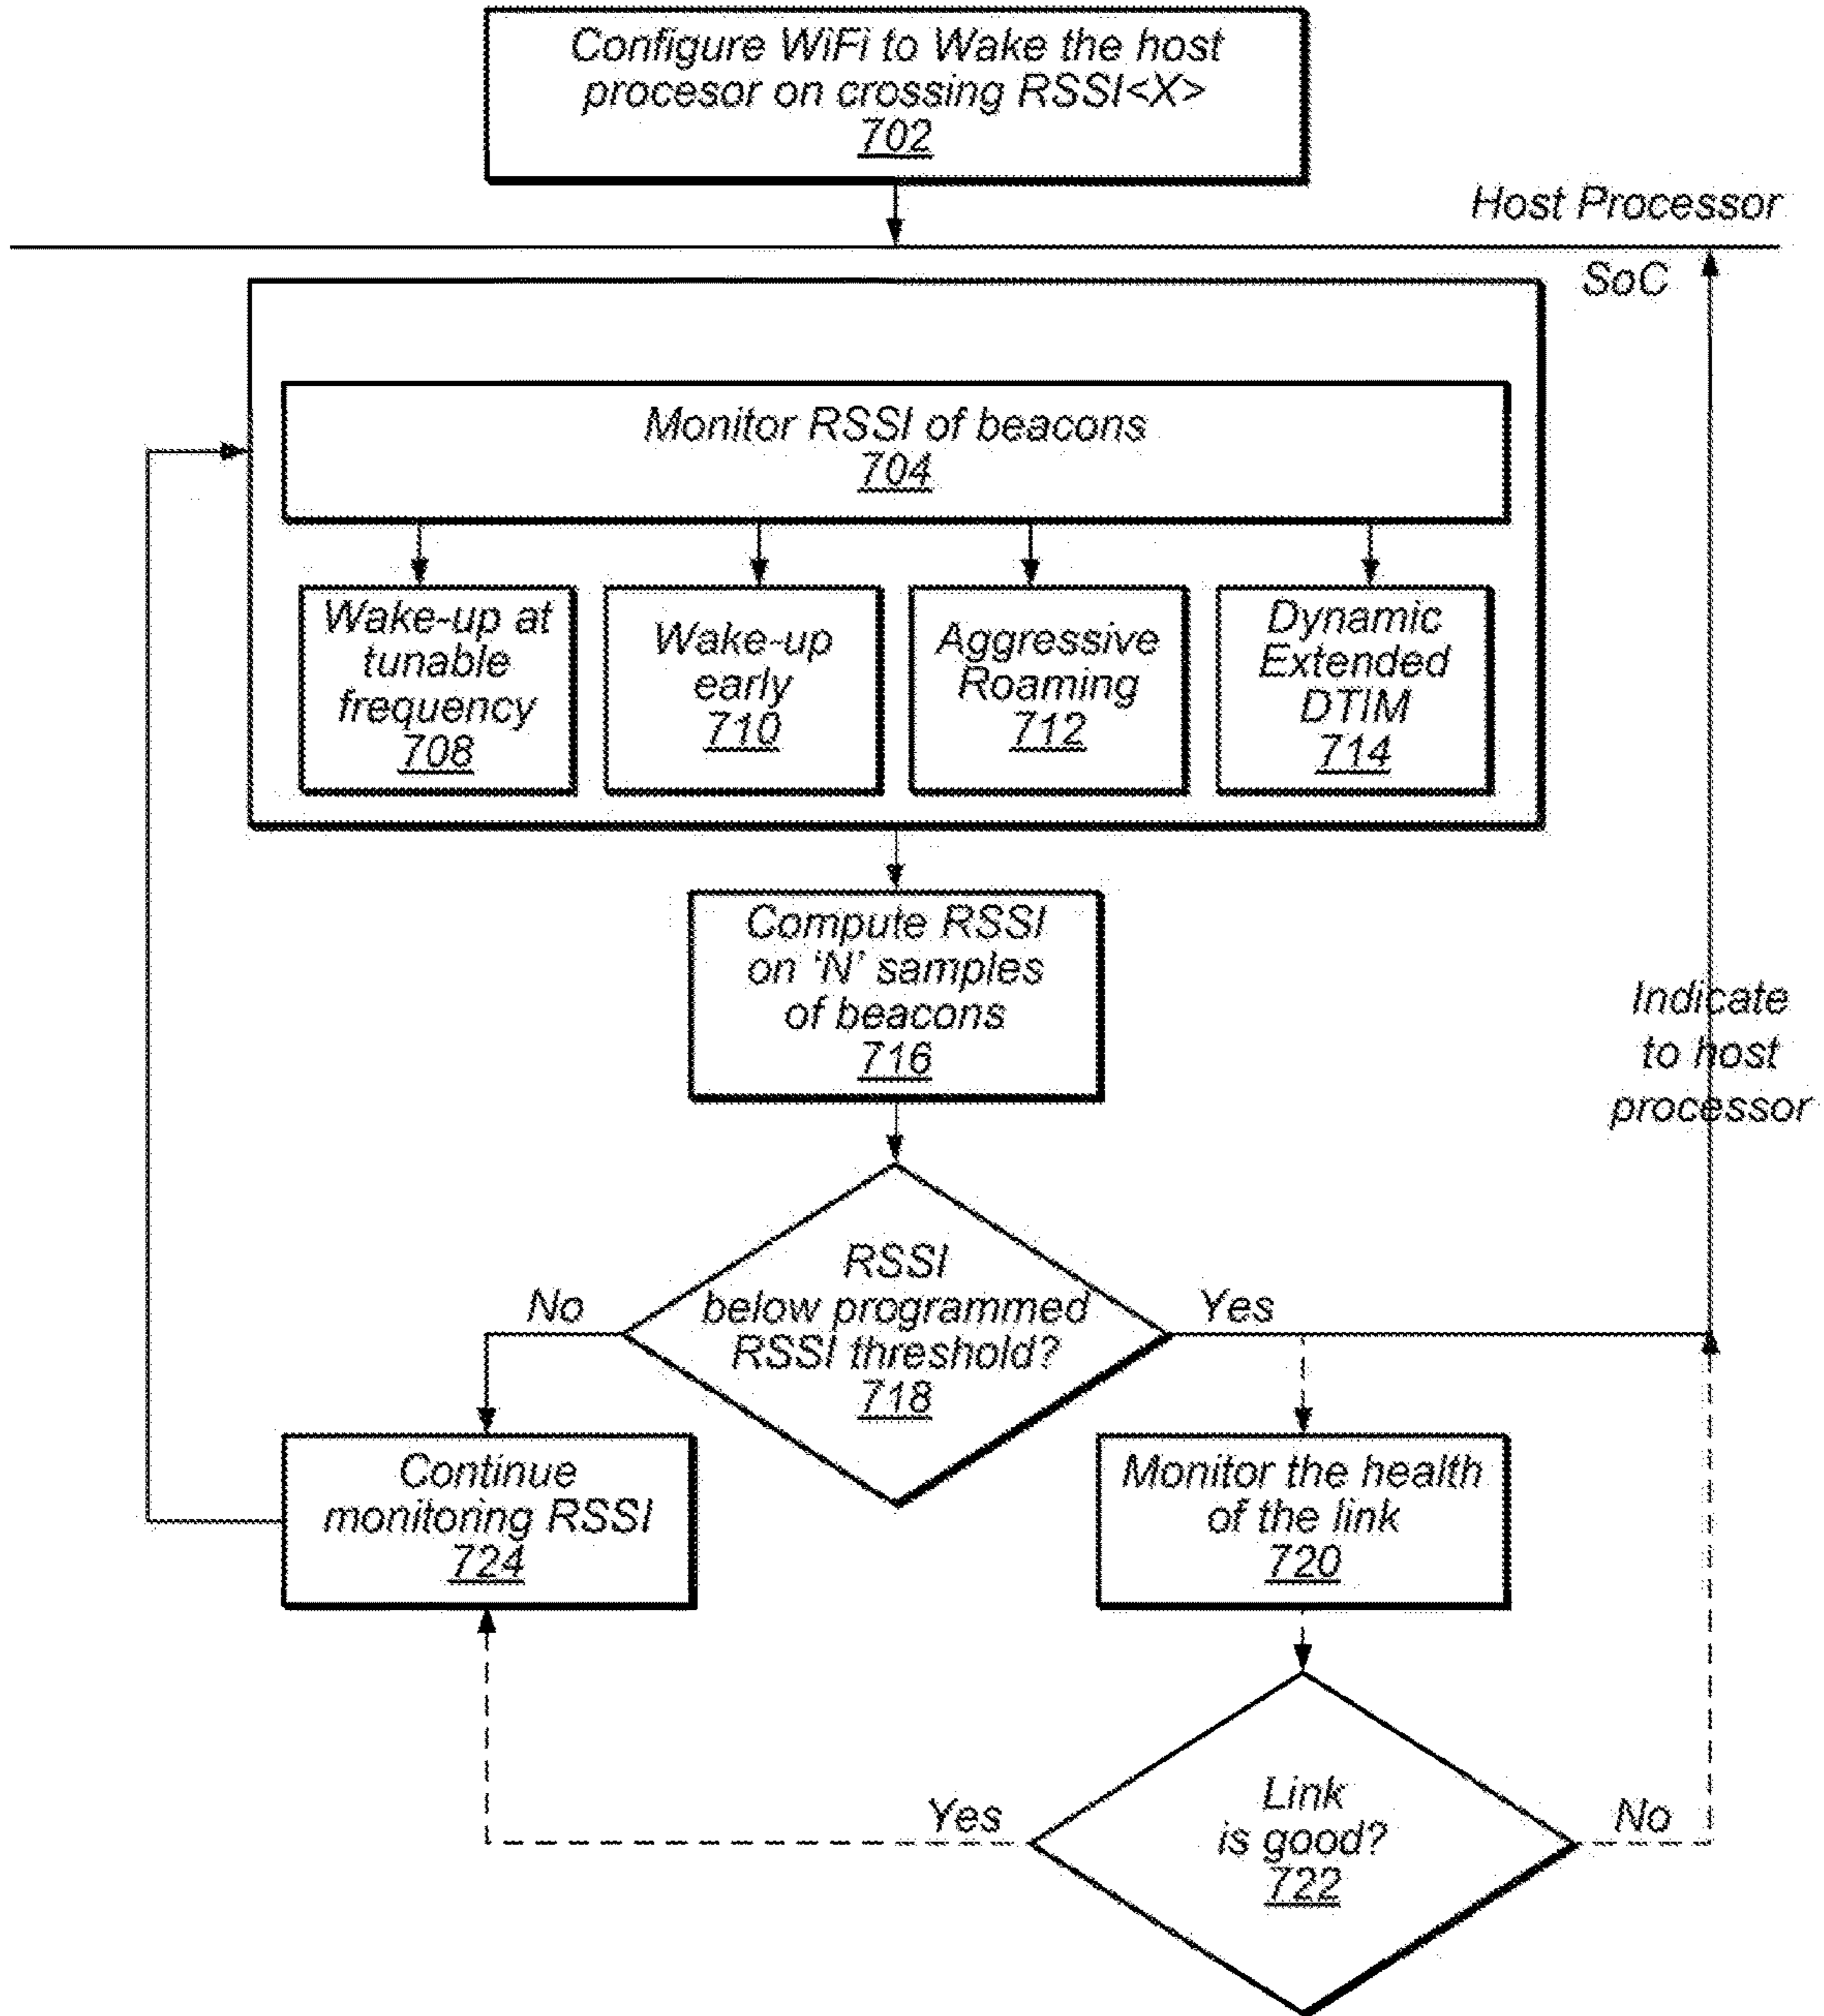 Configure WiFi to Wake the host
procesor on crossing RSSI<X>
702
Host Processor
SoC
Monitor RSSI of beacons
704
Wake-up at
tunable
frequency
708
Wake-up
early
710
Aggressive
Roaming
712
Dynamic
Extended
DTIM
714
Compute RSSI
on ‘N’ samples
of beacons
716
Indicate
to host
processor
RSSI
below programmed
RSSI threshold?
718
No
Yes
Continue
monitoring RSSI
724
Monitor the health
of the link
720
Link
is good?
722
Yes
No